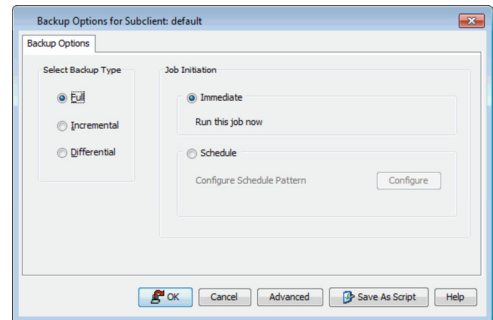 Backup Options for Subclient: default
Backup Options
Select Backup Type
Full
Incremental
Differential
Job Initiation
Immediate
Run this job now
Schedule
Configure Schedule Pattern
Configure
OK
Cancel
Advanced
Save As Script
Help